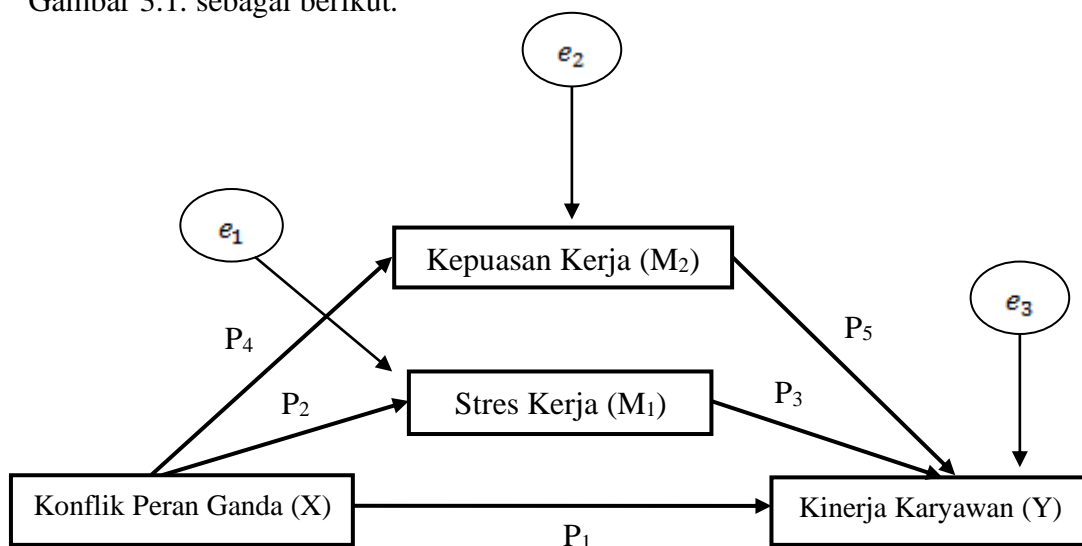 Gambar 3.1. sebagai berikut.
e₂
e₁
Kepuasan Kerja (M₂)
e₃
P₄
P₅
Stres Kerja (M₁)
P₃
P₂
Konflik Peran Ganda (X)
Kinerja Karyawan (Y)
P₁